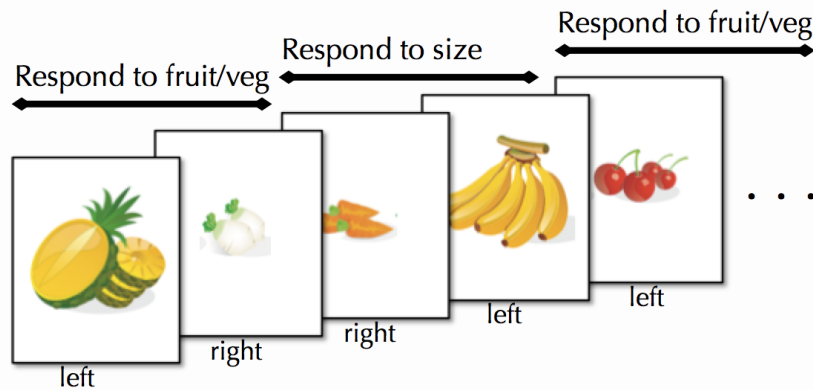 Respond to fruit/veg
Respond to size
Respond to fruit/veg
left
right
right
left
left
. . .